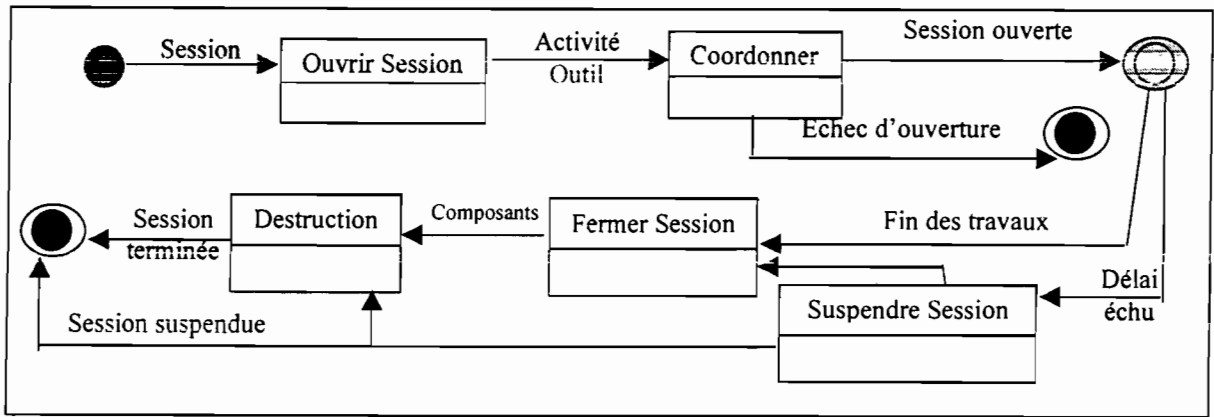 Session
Ouvrir Session
Activité
Outil
Coordonner
Session ouverte
Echec d'ouverture
Session
terminée
Destruction
Composants
Fermer Session
Fin des travaux
Délai
échu
Suspendre Session
Session suspendue